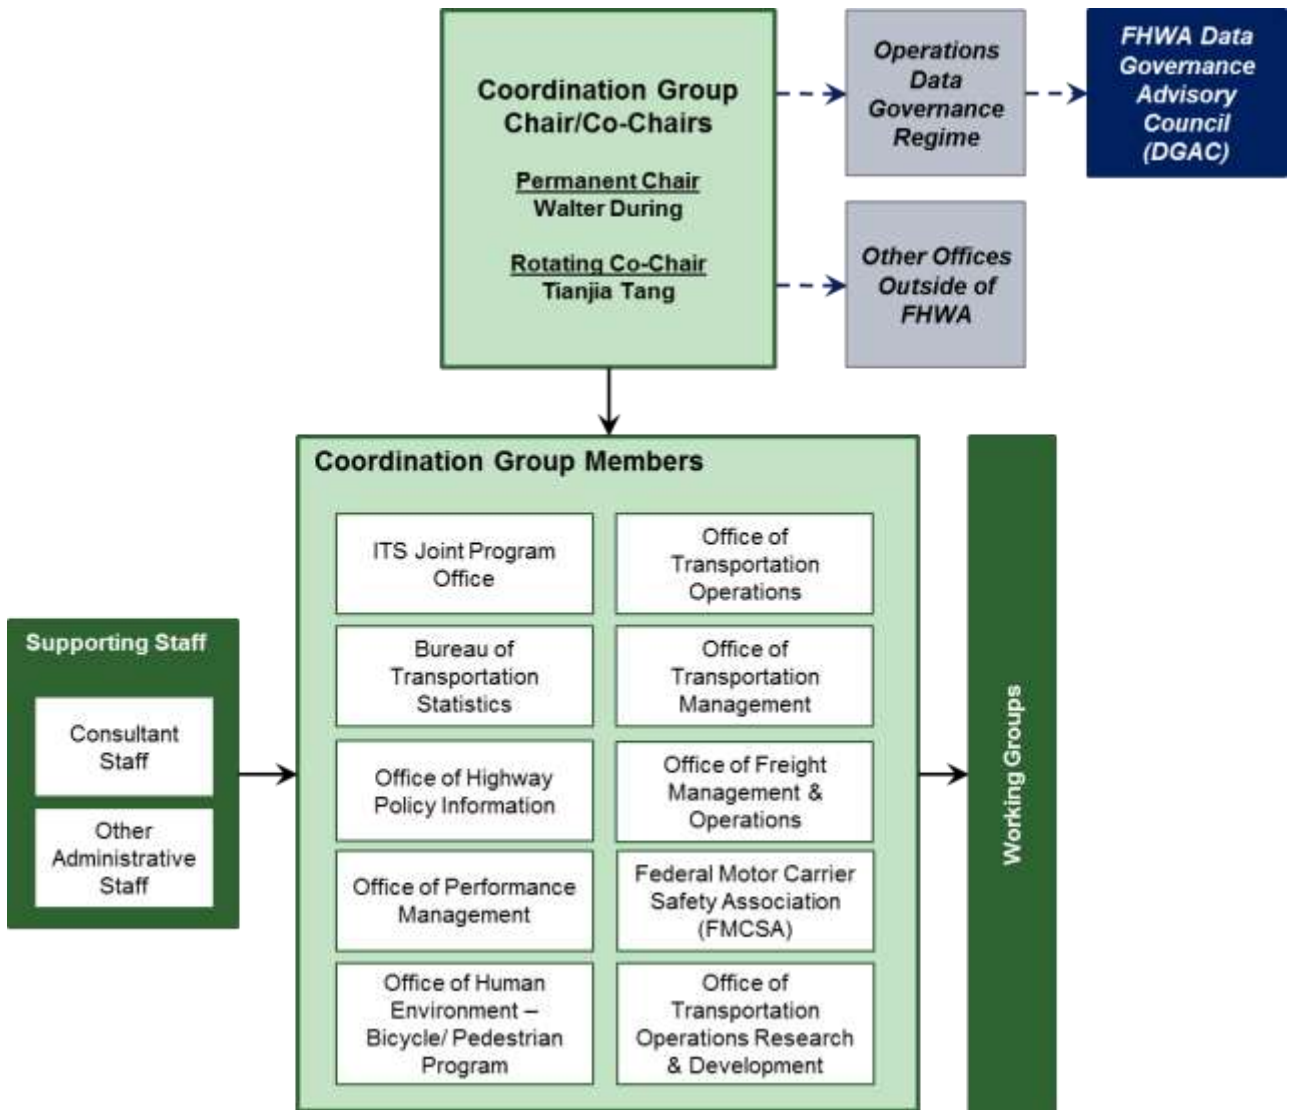 Coordination Group
Chair/Co-Chairs
Permanent Chair
Walter During
Rotating Co-Chair
Tianjia Tang
Operations
Data
Governance
Regime
FHWA Data
Governance
Advisory
Council
(DGAC)
Other Offices
Outside of
FHWA
Coordination Group Members
ITS Joint Program
Office
Office of
Transportation
Operations
Bureau of
Transportation
Statistics
Office of
Transportation
Management
Office of Highway
Policy Information
Office of Freight
Management &
Operations
Office of Performance
Management
Federal Motor Carrier
Safety Association
(FMCSA)
Office of Human
Environment –
Bicycle/ Pedestrian
Program
Office of
Transportation
Operations Research
& Development
Supporting Staff
Consultant
Staff
Other
Administrative
Staff
Working Groups